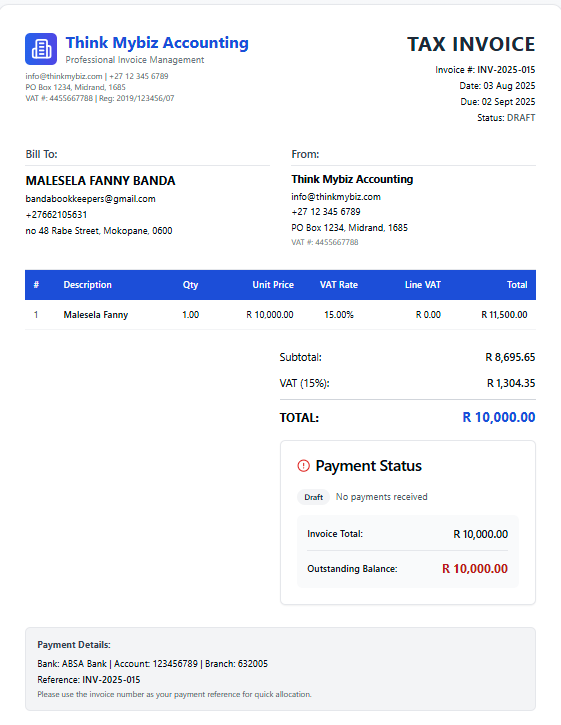 Think Mybiz Accounting
Professional Invoice Management
info@thinkmybiz.com | +27 12 345 6789
PO Box 1234, Midrand, 1685
VAT #: 4455667788 | Reg: 2019/123456/07
TAX INVOICE
Invoice #: INV-2025-015
Date: 03 Aug 2025
Due: 02 Sept 2025
Status: DRAFT
Bill To:
MALESELA FANNY BANDA
bandabookkeepers@gmail.com
+27662105631
no 48 Rabe Street, Mokopane, 0600
From:
Think Mybiz Accounting
info@thinkmybiz.com
+27 12 345 6789
PO Box 1234, Midrand, 1685
VAT #: 4455667788
# Description Qty Unit Price VAT Rate Line VAT Total
1 Malesela Fanny 1.00 R 10,000.00 15.00% R 0.00 R 11,500.00
Subtotal: R 8,695.65
VAT (15%): R 1,304.35
TOTAL: R 10,000.00
Payment Status
Draft No payments received
Invoice Total: R 10,000.00
Outstanding Balance: R 10,000.00
Payment Details:
Bank: ABSA Bank | Account: 123456789 | Branch: 632005
Reference: INV-2025-015
Please use the invoice number as your payment reference for quick allocation.